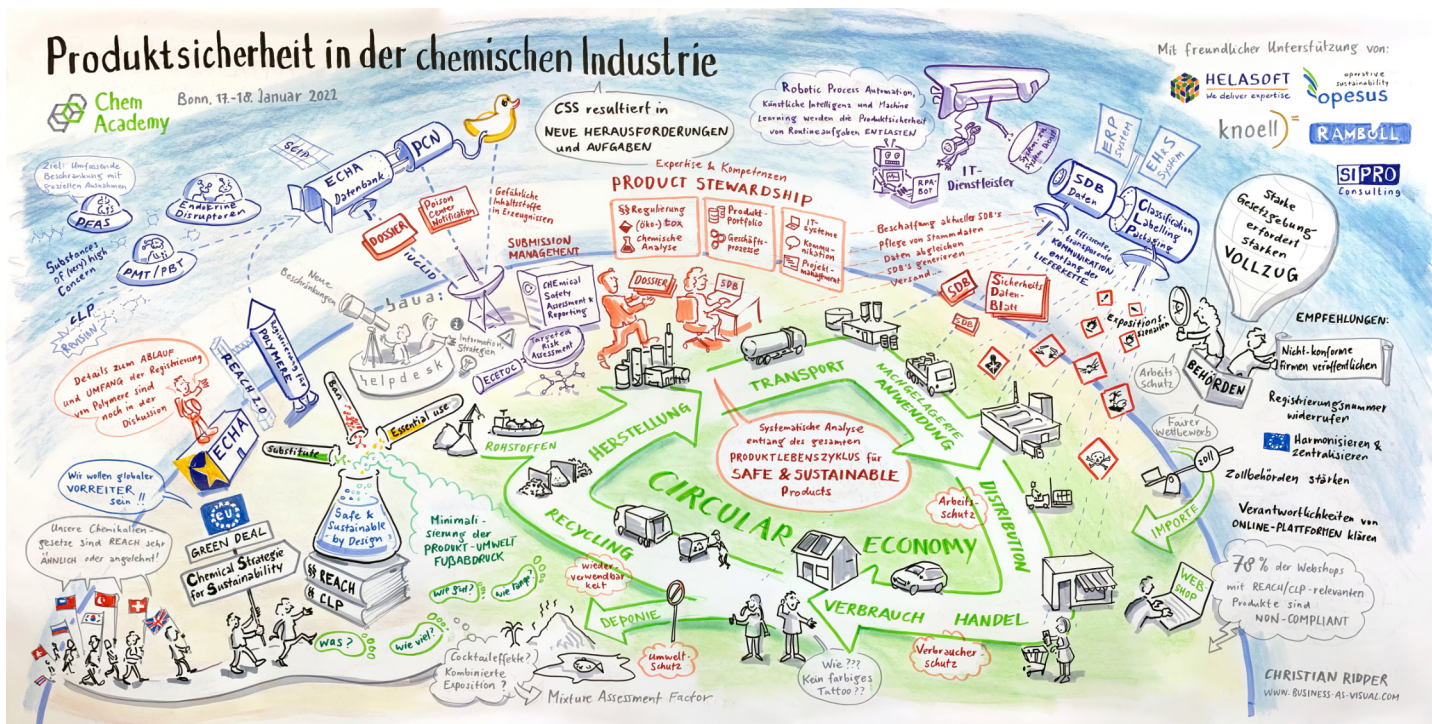 Produktsicherheit in der chemischen Industrie
Chem
Academy
Bonn, 17.-18. Januar 2022
Mit freundlicher Unterstützung von:
HELASOFT
We deliver expertise
operative
sustainability
opesus
knoell
RAMBOLL
SIPRO
Consulting
Ziel: Umfassende
Beschränkung mit
gezielten Ausnahmen
PFAS
Endokrine
Disruptoren
PMT/PBT
Substances
of (very) high
Concern
CLP
REVISION
SCIP
ECHA
Datenbank
PCN
DOSSIER
Poison
Center
Notification
IUCLID
Gefährliche
Inhaltsstoffe
in Erzeugnissen
CSS resultiert in
NEUE HERAUSFORDERUNGEN
und AUFGABEN
Robotic Process Automation,
Künstliche Intelligenz und Machine
Learning werden die Produktsicherheit
von Routineaufgaben ENTLASTEN
RPA-
BOT
IT-
Dienstleister
System-zu
System Dienst
ERP
System
EH&S
System
SDB
Daten
Classification
Labelling
Packaging
Effiziente,
transparente
KOMMUNIKATION
entlang der
LIEFERKETTE
Starke
Gesetzgebung
erfordert
starken
VOLLZUG
Expertise & Kompetenzen
PRODUCT STEWARDSHIP
§§ Regulierung
(öko-) tox
Chemische
Analyse
Produkt-
Portfolio
Geschäfts-
prozesse
IT-
Systeme
Kommu-
nikation
Projekt-
managment
Beschaffung aktueller SDB's
Pflege von Stammdaten
Daten abgleichen
SDB's generieren
Versand...
SUBMISSION
MANAGEMENT
CHEmical
Safety
Assessment &
Reporting
Targeted
Risk
Assessment
ECETOC
DOSSIER
SDB
SDB
SDB
Sicherheits
Daten-
Blatt
Expositions-
szenarien
Neue
Beschränkungen
baua:
helpdesk
Informations
Strategien
Registrierung für
POLYMERE
REACH 2.0
ECHA
Details zum ABLAUF
und UMFANG der Registrierung
von Polymere sind
noch in der
Diskussion
Ban
Essential use
Substitute
Safe &
Sustainable
by Design
§§ REACH
§ CLP
Wir wollen globaler
VORREITER
sein !!
EU
GREEN DEAL
Chemical Strategie
for Sustainability
Unsere Chemikalien-
gesetze sind REACH sehr
ÄHNLICH oder angelehnt!
Minimali-
sierung der
PRODUKT-UMWELT
FUßABDRUCK
was?
wie viel?
wie gut?
wie lange?
Cocktaileffekte?
Kombinierte
Exposition?
Mixture Assessment Factor
ROHSTOFFEN
HERSTELLUNG
TRANSPORT
NACHGELAGERTE
ANWENDUNG
DISTRIBUTION
HANDEL
VERBRAUCH
RECYCLING
DEPONIE
CIRCULAR
ECONOMY
Systematische Analyse
entlang des gesamten
PRODUKTLEBENSZYKLUS für
SAFE & SUSTAINABLE
Products
Arbeits-
schutz
wieder
verwendbar
keit
Umwelt-
schutz
Verbraucher-
schutz
Wie ???
Kein farbiges
Tattoo??
BEHÖRDEN
Arbeits
schutz
Fairer
Wettbewerb
Zoll
IMPORTE
EMPFEHLUNGEN:
Nicht-konforme
firmen veröffentlichen
Registrierungsnummer
widerrufen
Harmonisieren &
zentralisieren
Zollbehörden stärken
Verantwortlichkeiten von
ONLINE-PLATTFORMEN klären
WEB
SHOP
78% der Webshops
mit REACH/CLP-relevanten
Produkte sind
NON-COMPLIANT
CHRISTIAN RIDDER
WWW.BUSINESS-AS-VISUAL.COM